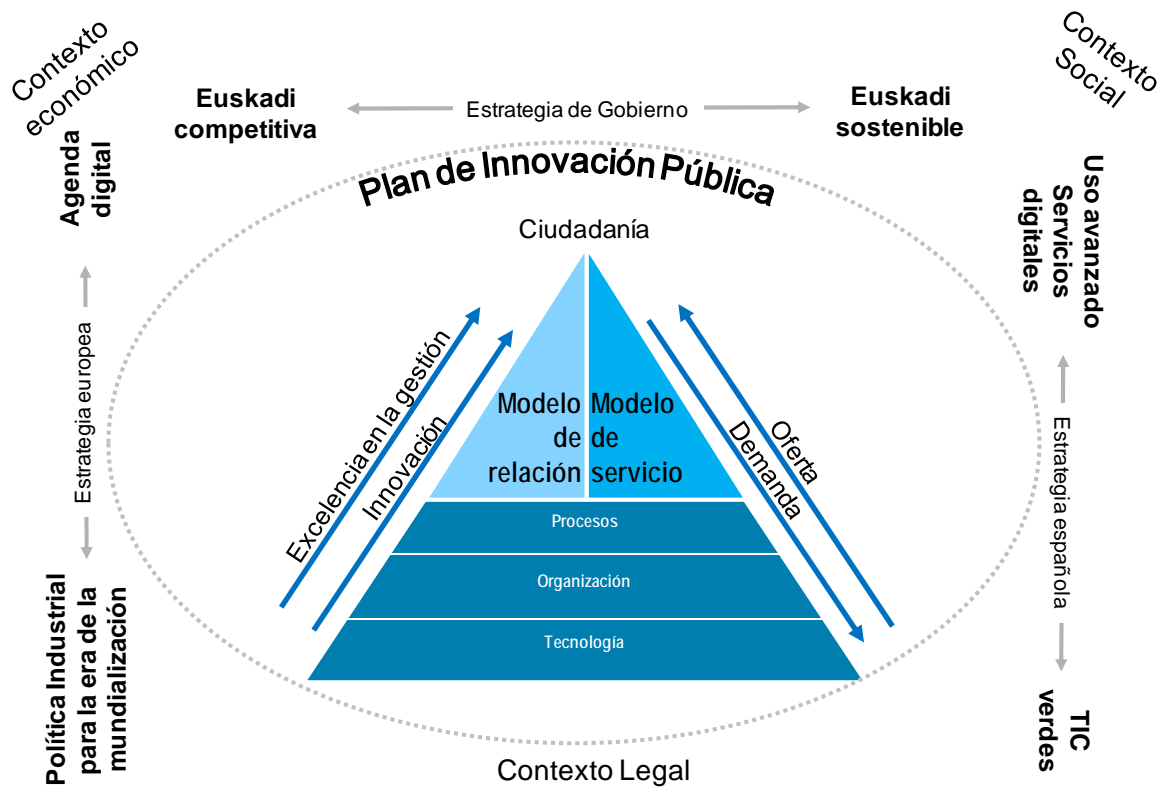 Contexto
económico
Contexto
Social
Euskadi
competitiva
Estrategia de Gobierno
Euskadi
sostenible
Agenda
digital
Estrategia europea
Política Industrial
para la era de la
mundialización
Plan de Innovación Pública
Ciudadanía
Excelencia en la gestión
Innovación
Modelo
de
relación
Modelo
de
servicio
Oferta
Demanda
Procesos
Organización
Tecnología
Uso avanzado
Servicios
digitales
Estrategia española
TIC
verdes
Contexto Legal